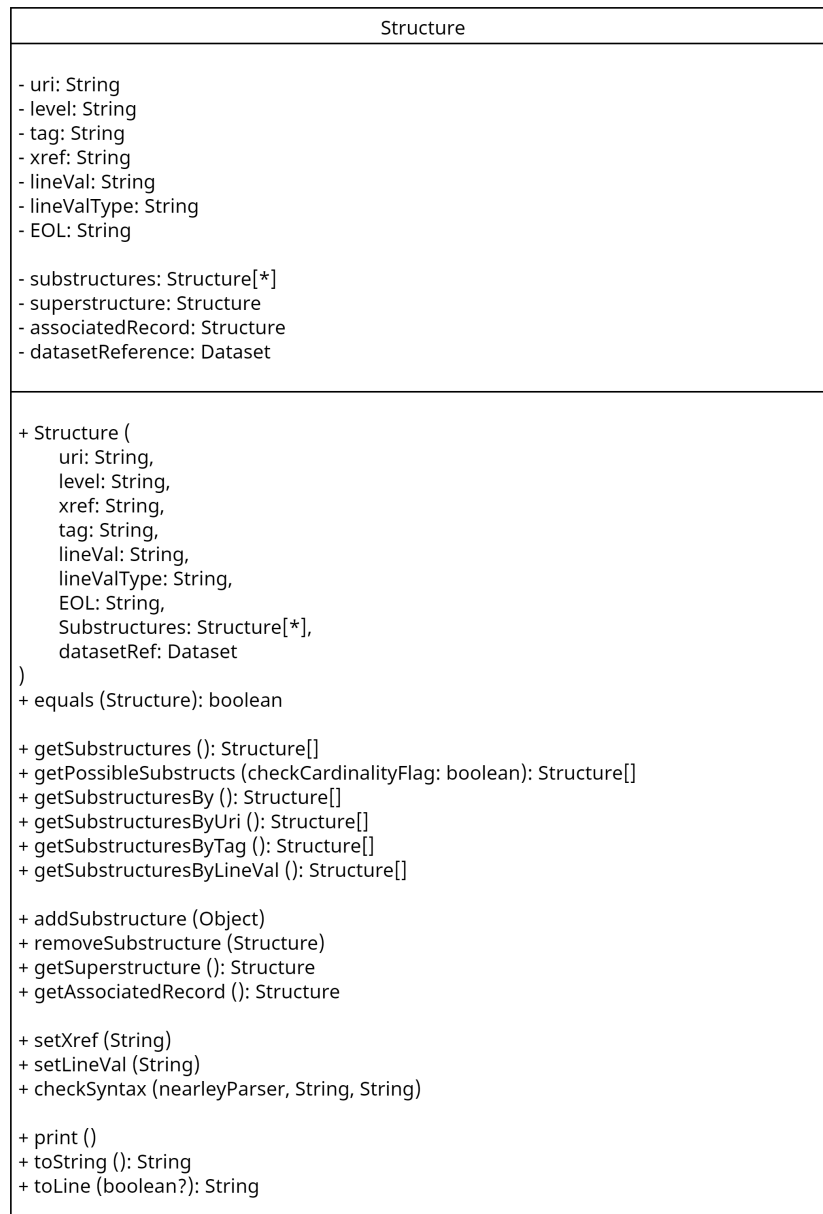 Structure
- uri: String
- level: String
- tag: String
- xref: String
- lineVal: String
- lineValType: String
- EOL: String
- substructures: Structure[*]
- superstructure: Structure
- associatedRecord: Structure
- datasetReference: Dataset
+ Structure (
uri: String,
level: String,
xref: String,
tag: String,
lineVal: String,
lineValType: String,
EOL: String,
Substructures: Structure[*],
datasetRef: Dataset
)
+ equals (Structure): boolean
+ getSubstructures (): Structure[]
+ getPossibleSubstructs (checkCardinalityFlag: boolean): Structure[]
+ getSubstructuresBy (): Structure[]
+ getSubstructuresByUri (): Structure[]
+ getSubstructuresByTag (): Structure[]
+ getSubstructuresByLineVal (): Structure[]
+ addSubstructure (Object)
+ removeSubstructure (Structure)
+ getSuperstructure (): Structure
+ getAssociatedRecord (): Structure
+ setXref (String)
+ setLineVal (String)
+ checkSyntax (nearleyParser, String, String)
+ print ()
+ toString (): String
+ toLine (boolean?): String